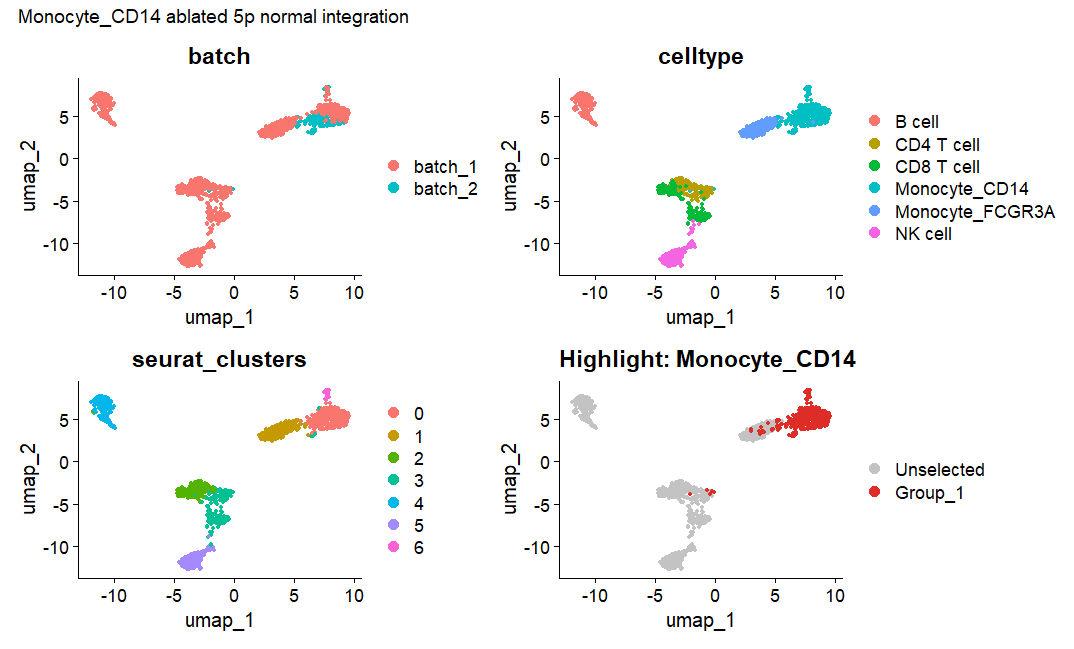 Monocyte_CD14 ablated 5p normal integration
batch
celltype
umap_2
5
0
-5
-10
-10
-5
0
5
10
umap_1
batch_1
batch_2
umap_2
5
0
-5
-10
-10
-5
0
5
10
umap_1
B cell
CD4 T cell
CD8 T cell
Monocyte_CD14
Monocyte_FCGR3A
NK cell
seurat_clusters
Highlight: Monocyte_CD14
umap_2
5
0
-5
-10
-10
-5
0
5
10
umap_1
0
1
2
3
4
5
6
umap_2
5
0
-5
-10
-10
-5
0
5
10
umap_1
Unselected
Group_1